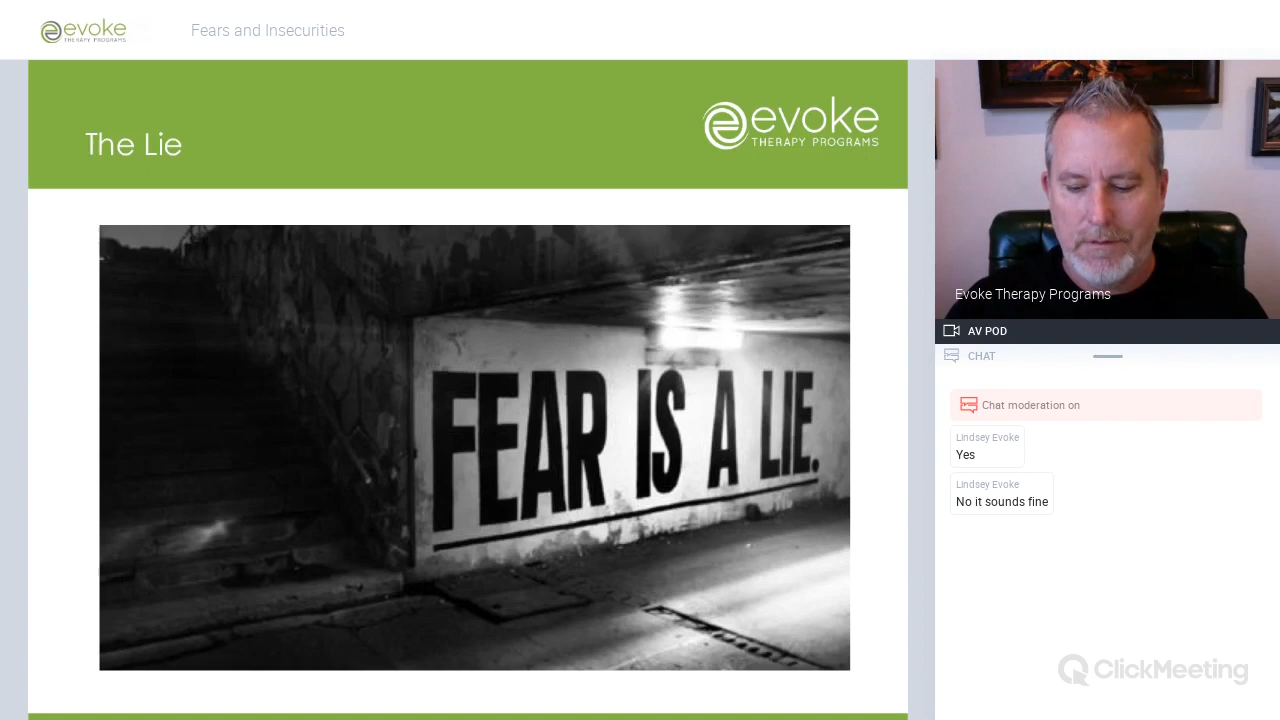 evoke
THERAPY PROGRAMS
Fears and Insecurities
The Lie
evoke
THERAPY PROGRAMS
FEAR IS A LIE.
Evoke Therapy Programs
AV POD
CHAT
Chat moderation on
Lindsey Evoke
Yes
Lindsey Evoke
No it sounds fine
ClickMeeting